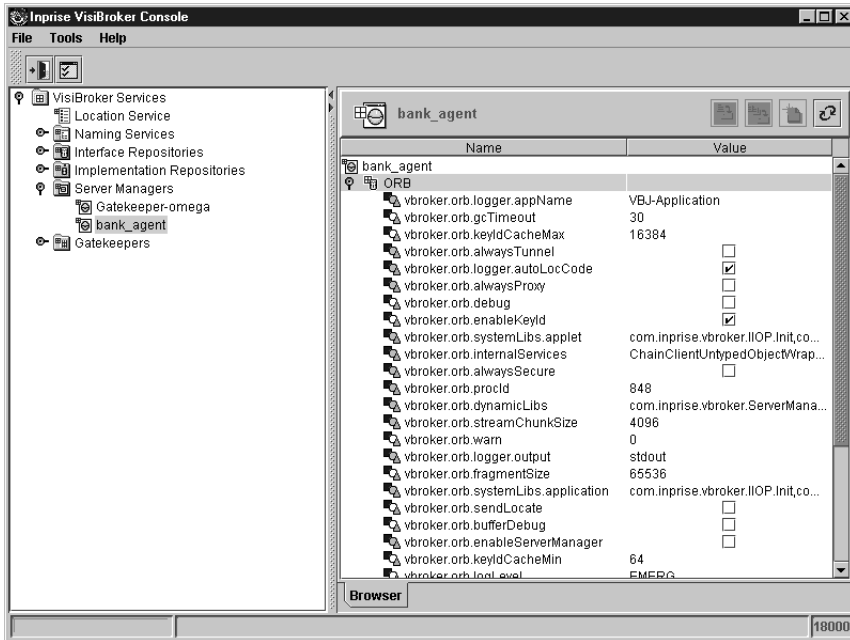 Inprise VisiBroker Console
File Tools Help
VisiBroker Services
Location Service
Naming Services
Interface Repositories
Implementation Repositories
Server Managers
Gatekeeper-omega
bank_agent
Gatekeepers
bank_agent
Name Value
bank_agent
ORB
vbroker.orb.logger.appName VBJ-Application
vbroker.orb.gcTimeout 30
vbroker.orb.keyIdCacheMax 16384
vbroker.orb.alwaysTunnel
vbroker.orb.logger.autoLocCode
vbroker.orb.alwaysProxy
vbroker.orb.debug
vbroker.orb.enableKeyId
vbroker.orb.systemLibs.applet com.inprise.vbroker.IIOP.Init,co...
vbroker.orb.internalServices ChainClientUntypedObjectWrap...
vbroker.orb.alwaysSecure
vbroker.orb.procId 848
vbroker.orb.dynamicLibs com.inprise.vbroker.ServerMana...
vbroker.orb.streamChunkSize 4096
vbroker.orb.warn 0
vbroker.orb.logger.output stdout
vbroker.orb.fragmentSize 65536
vbroker.orb.systemLibs.application com.inprise.vbroker.IIOP.Init,co...
vbroker.orb.sendLocate
vbroker.orb.bufferDebug
vbroker.orb.enableServerManager
vbroker.orb.keyIdCacheMin 64
vbroker.orb.logLevel EMERG
Browser
18000